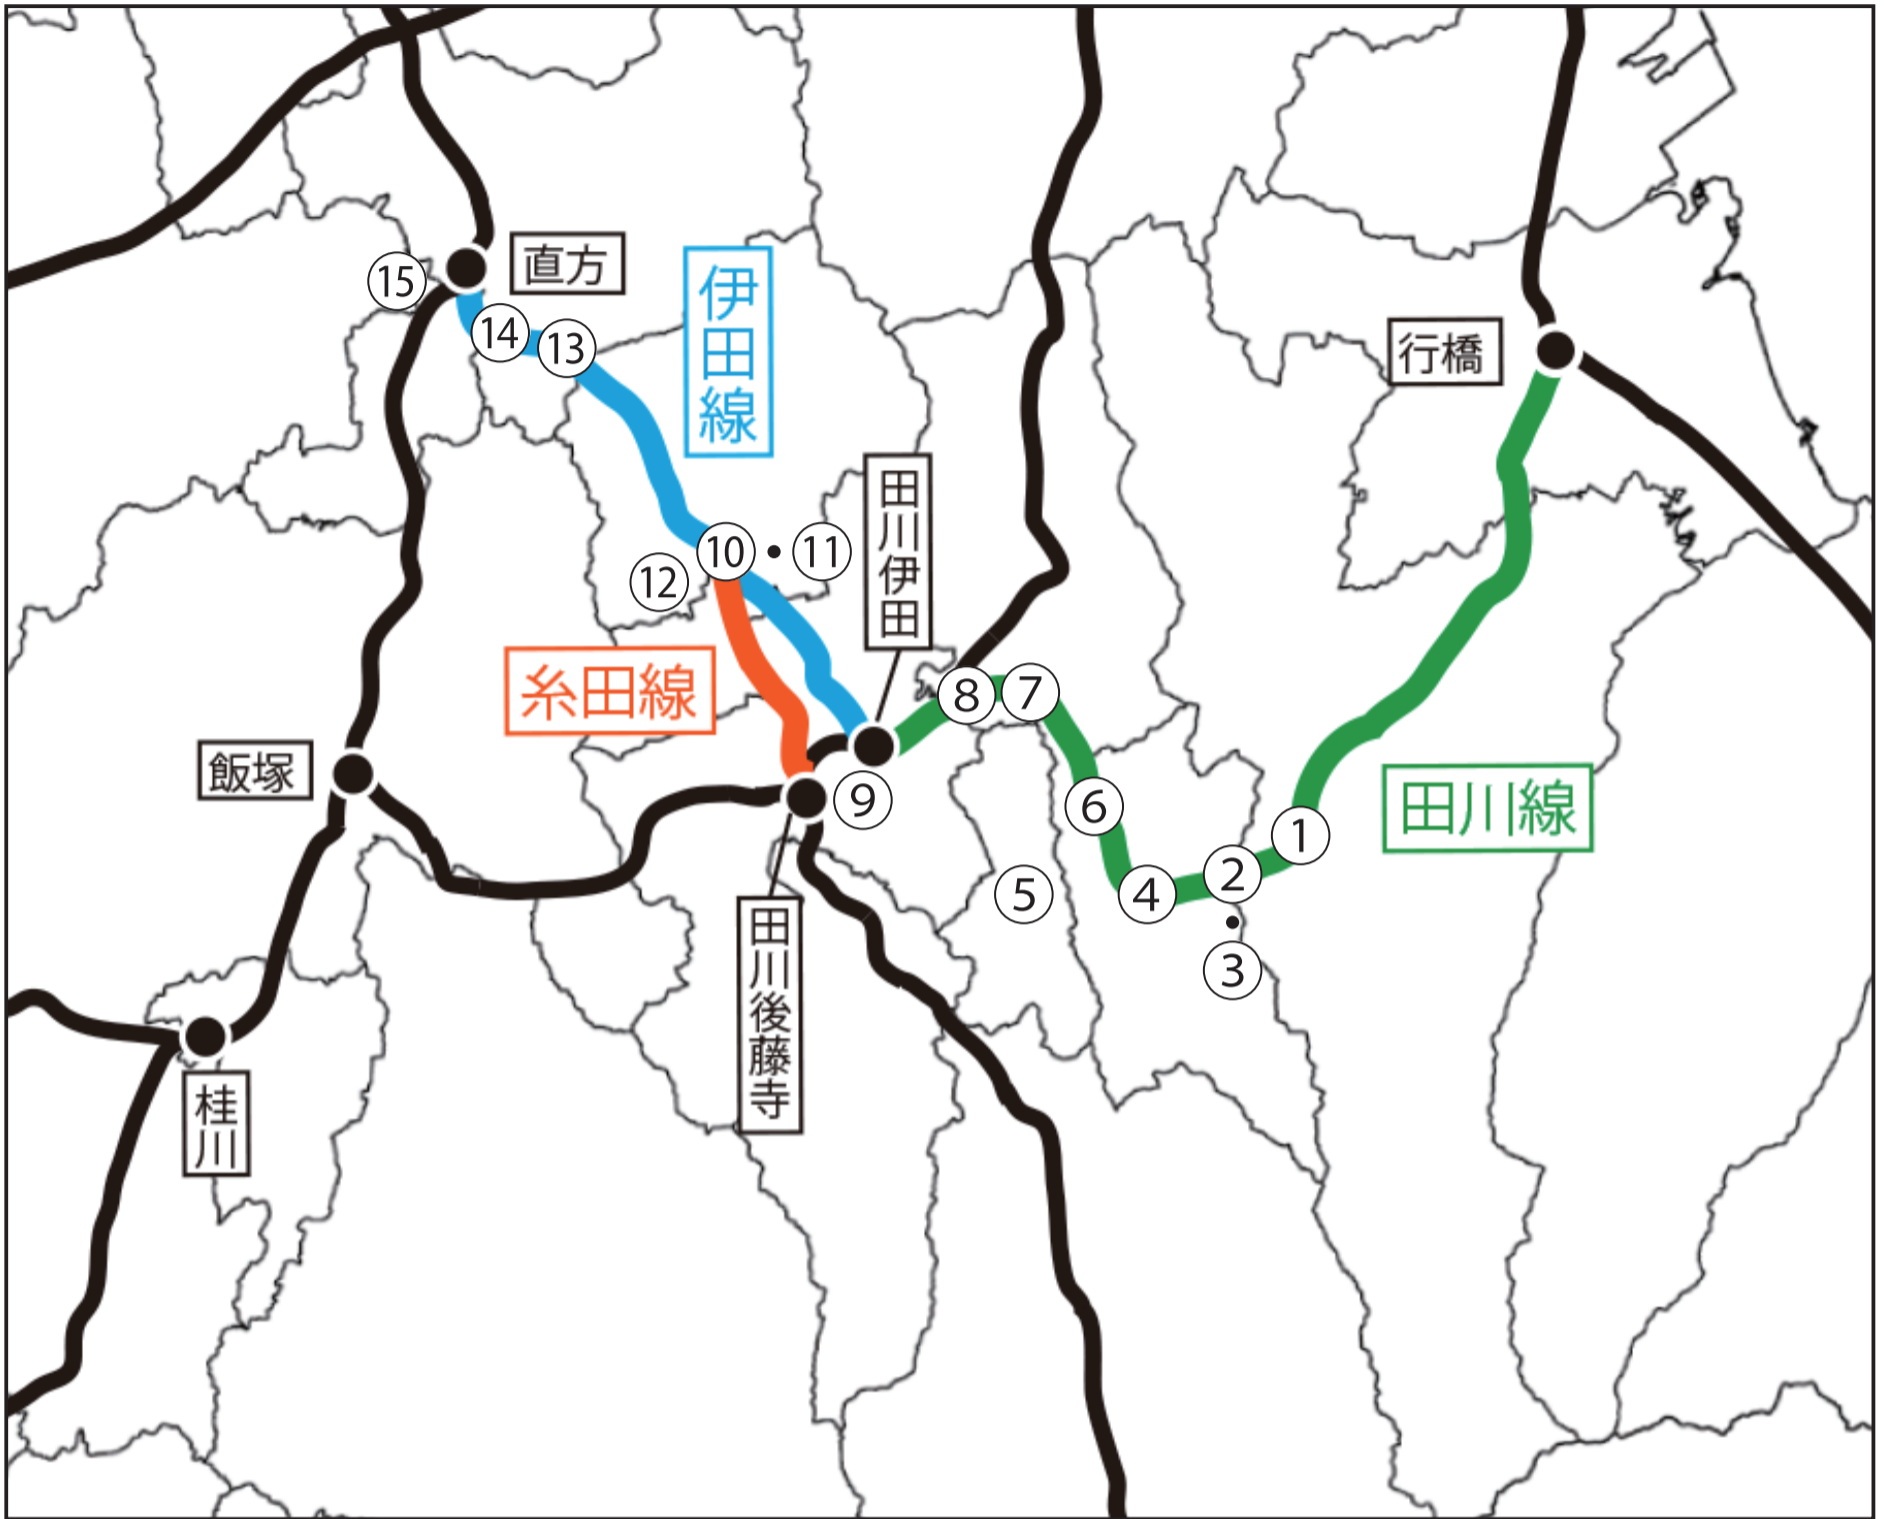 直方
⑮
⑭
⑬
伊田線
行橋
田川伊田
⑩・⑪
⑫
糸田線
⑧
⑦
飯塚
⑨
⑥
田川線
①
②
・
③
④
⑤
田川後藤寺
桂川